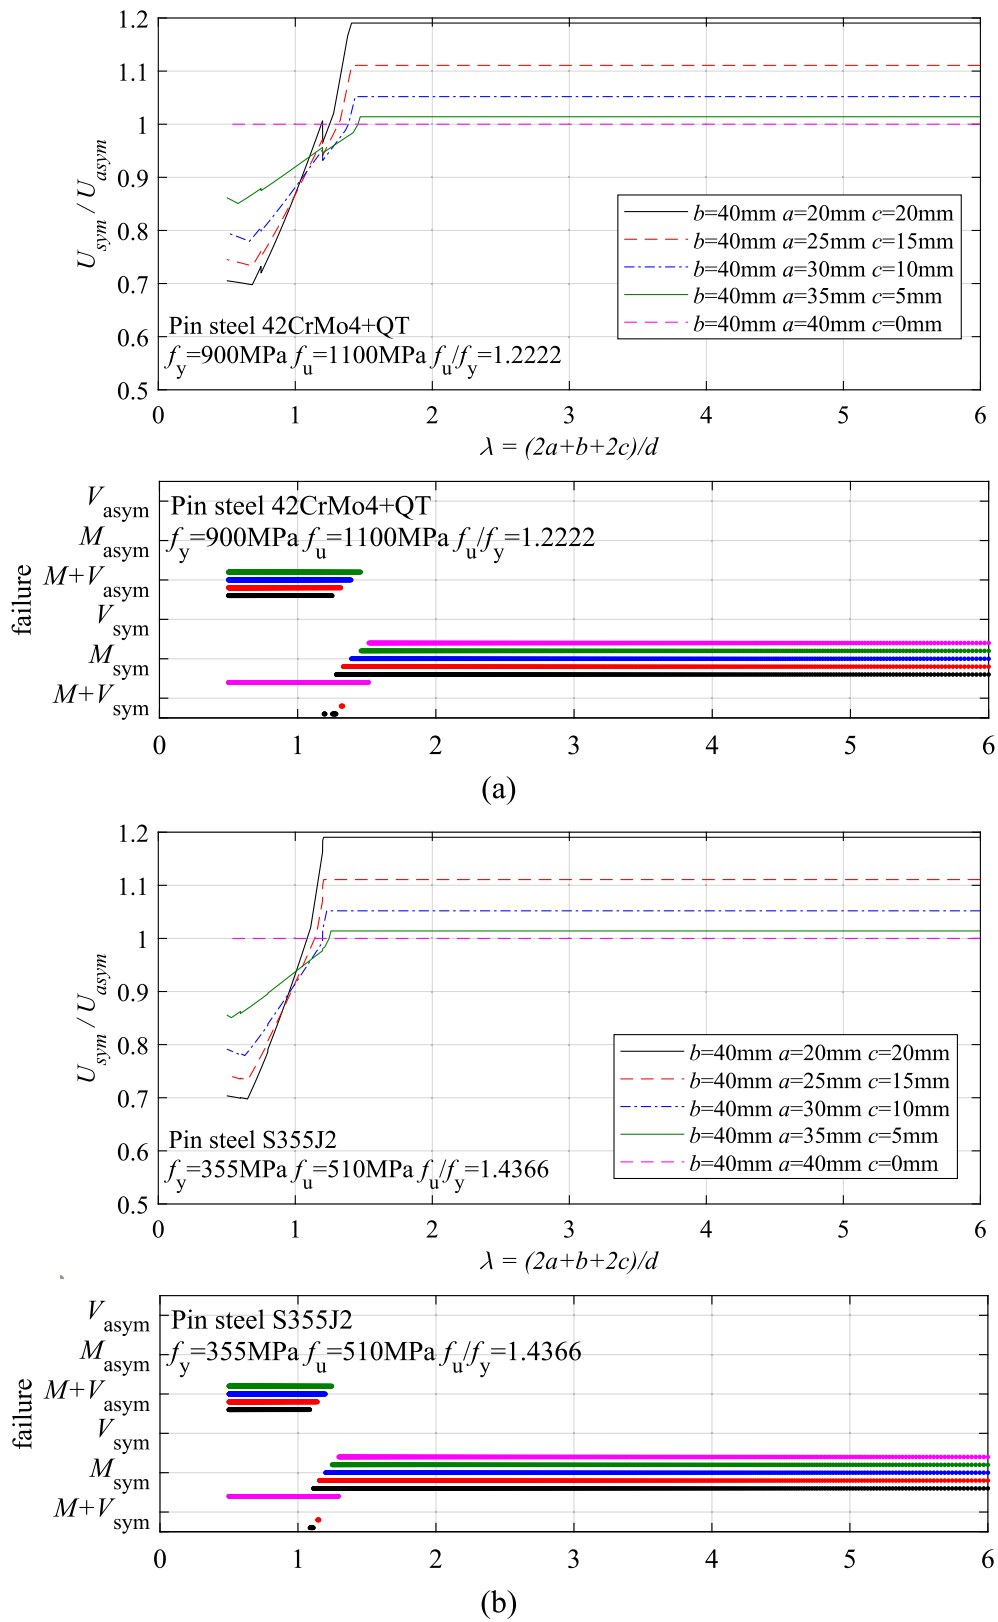 1.2
1.1
1
0.9
0.8
0.7
0.6
0.5
U_sym / U_asym
b=40mm a=20mm c=20mm
b=40mm a=25mm c=15mm
b=40mm a=30mm c=10mm
b=40mm a=35mm c=5mm
b=40mm a=40mm c=0mm
Pin steel 42CrMo4+QT
f_y=900MPa f_u=1100MPa f_u/f_y=1.2222
0 1 2 3 4 5 6
λ = (2a+b+2c)/d
failure
V_asym
M_asym
M+V_asym
V_sym
M_sym
M+V_sym
Pin steel 42CrMo4+QT
f_y=900MPa f_u=1100MPa f_u/f_y=1.2222
0 1 2 3 4 5 6
(a)
1.2
1.1
1
0.9
0.8
0.7
0.6
0.5
U_sym / U_asym
b=40mm a=20mm c=20mm
b=40mm a=25mm c=15mm
b=40mm a=30mm c=10mm
b=40mm a=35mm c=5mm
b=40mm a=40mm c=0mm
Pin steel S355J2
f_y=355MPa f_u=510MPa f_u/f_y=1.4366
0 1 2 3 4 5 6
λ = (2a+b+2c)/d
failure
V_asym
M_asym
M+V_asym
V_sym
M_sym
M+V_sym
Pin steel S355J2
f_y=355MPa f_u=510MPa f_u/f_y=1.4366
0 1 2 3 4 5 6
(b)